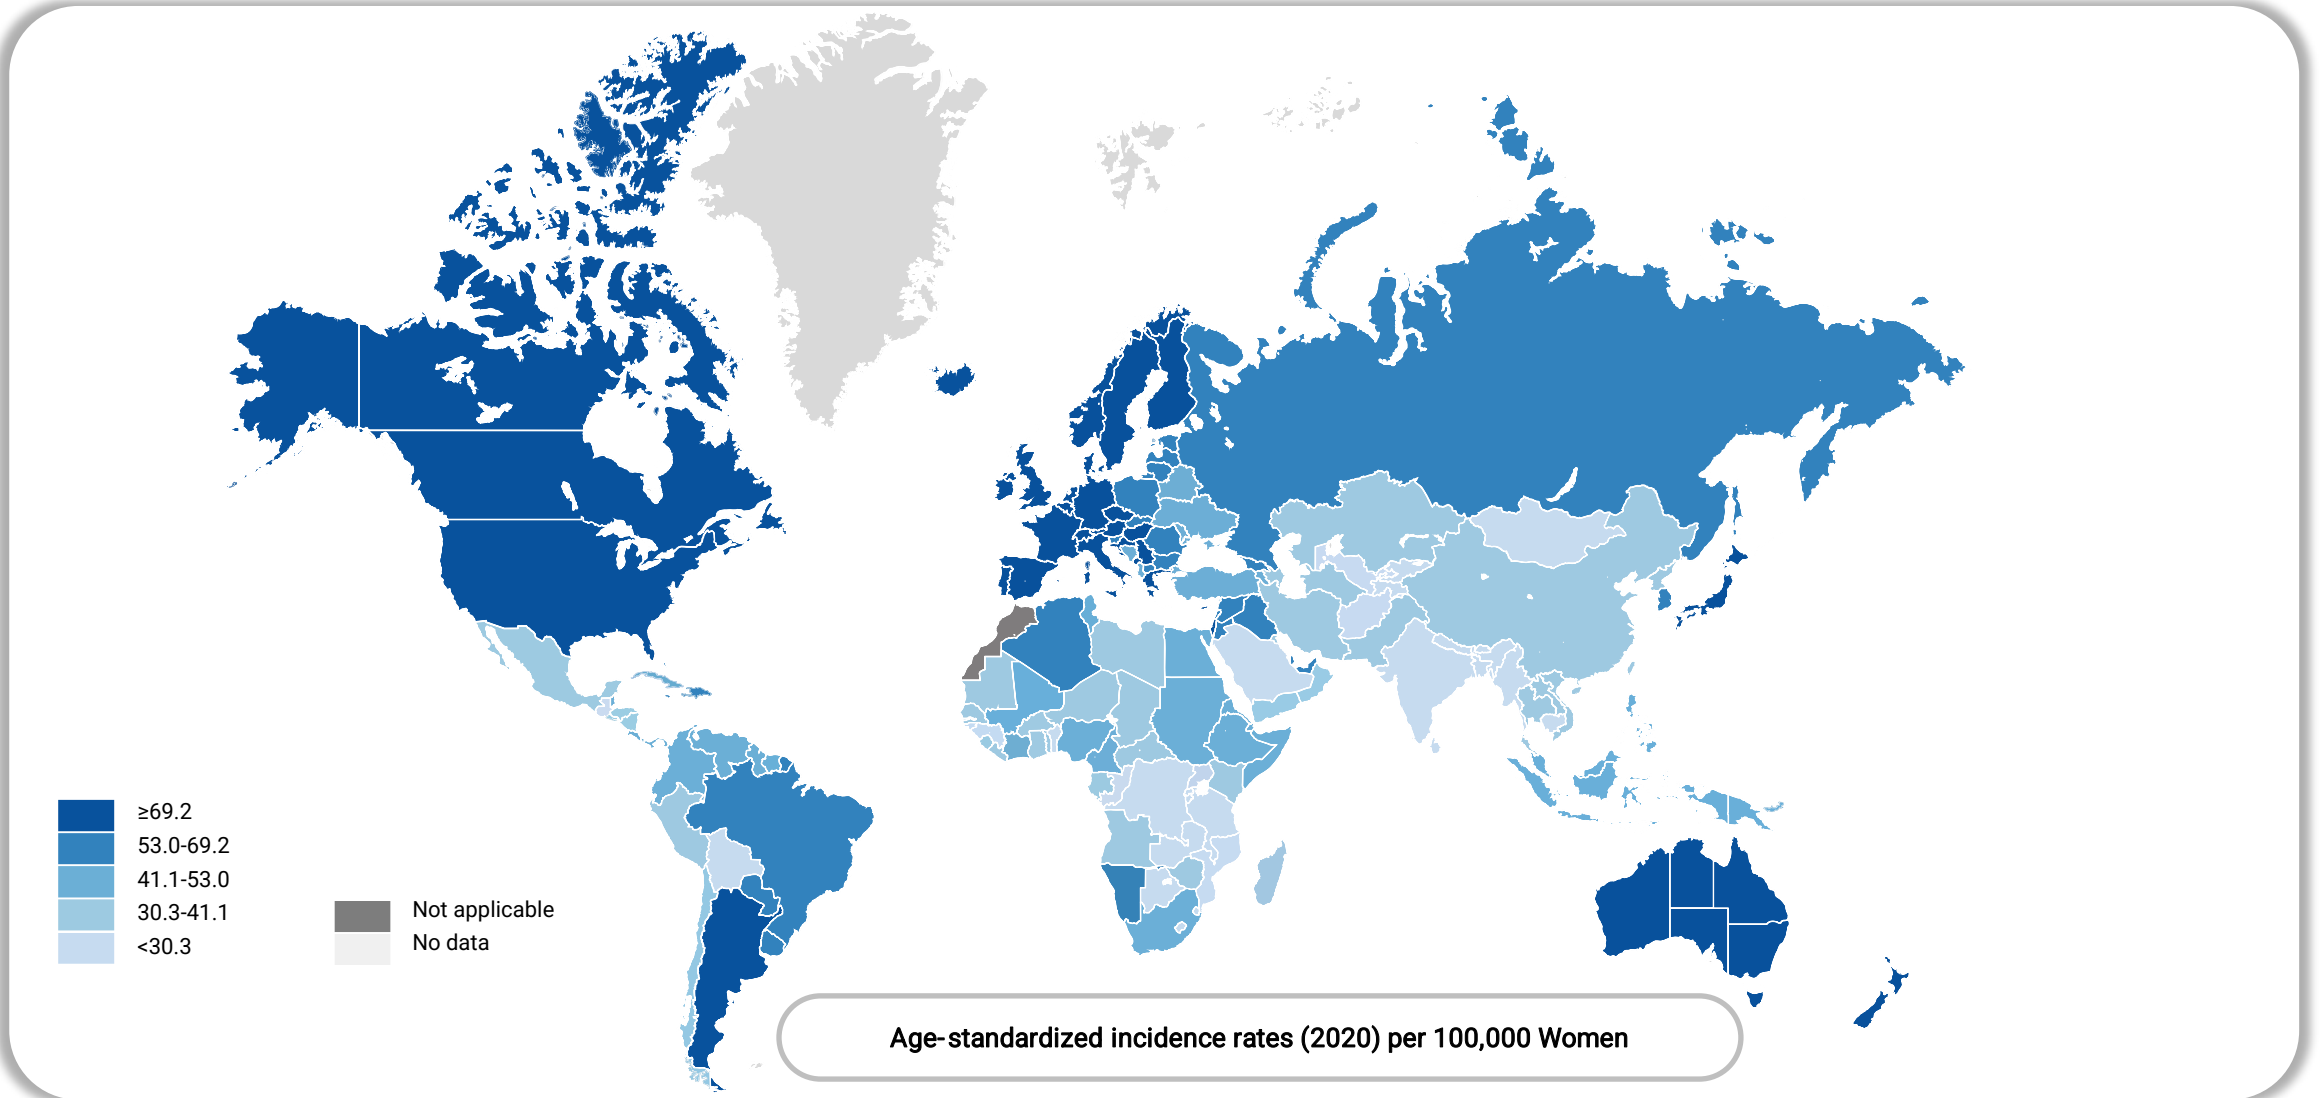 ≥69.2
53.0-69.2
41.1-53.0
30.3-41.1
<30.3
Not applicable
No data
Age-standardized incidence rates (2020) per 100,000 Women